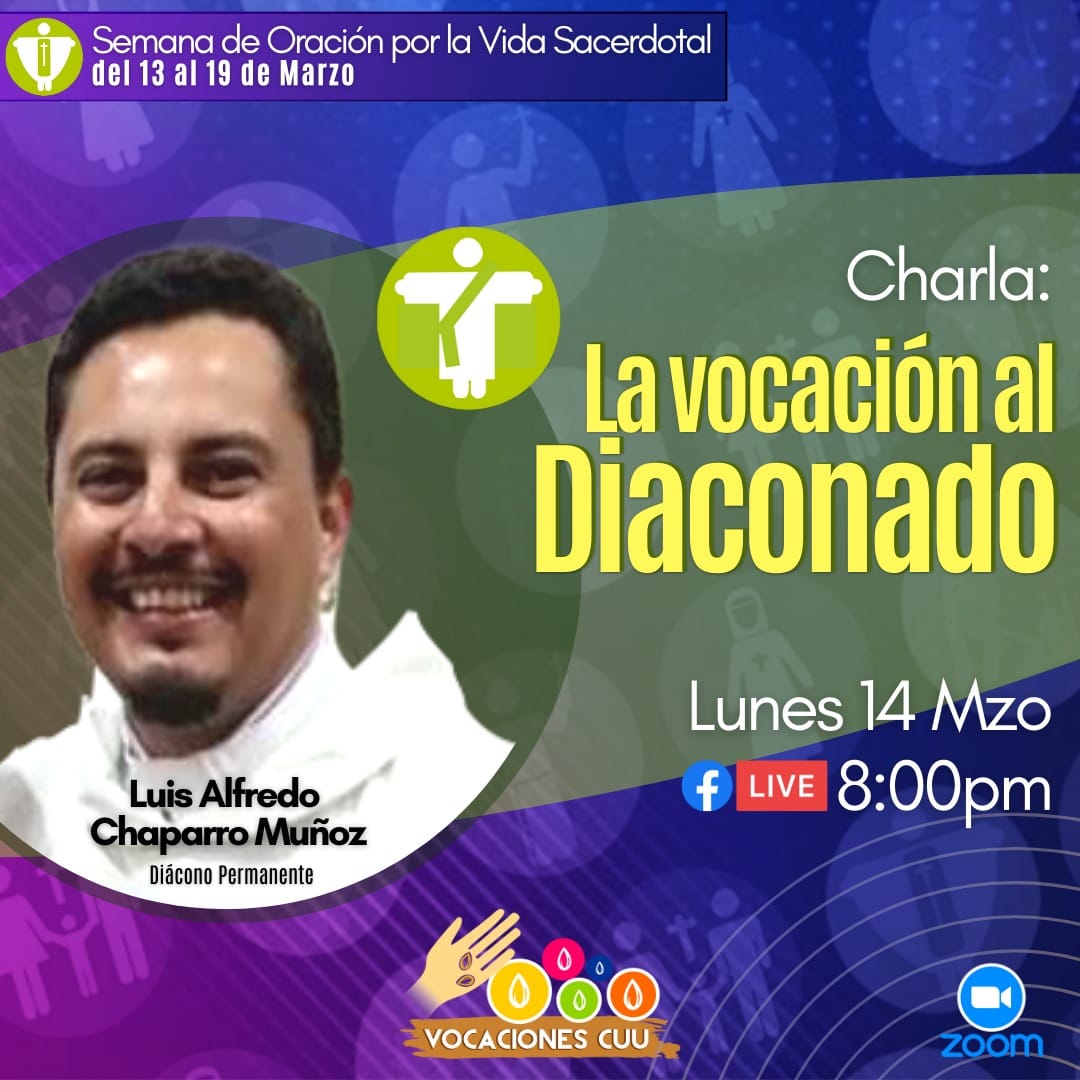 Semana de Oración por la Vida Sacerdotal
del 13 al 19 de Marzo
Charla:
La vocación al
Diaconado
Lunes 14 Mzo
f LIVE 8:00pm
Luis Alfredo
Chaparro Muñoz
Diácono Permanente
VOCACIONES CUU
zoom